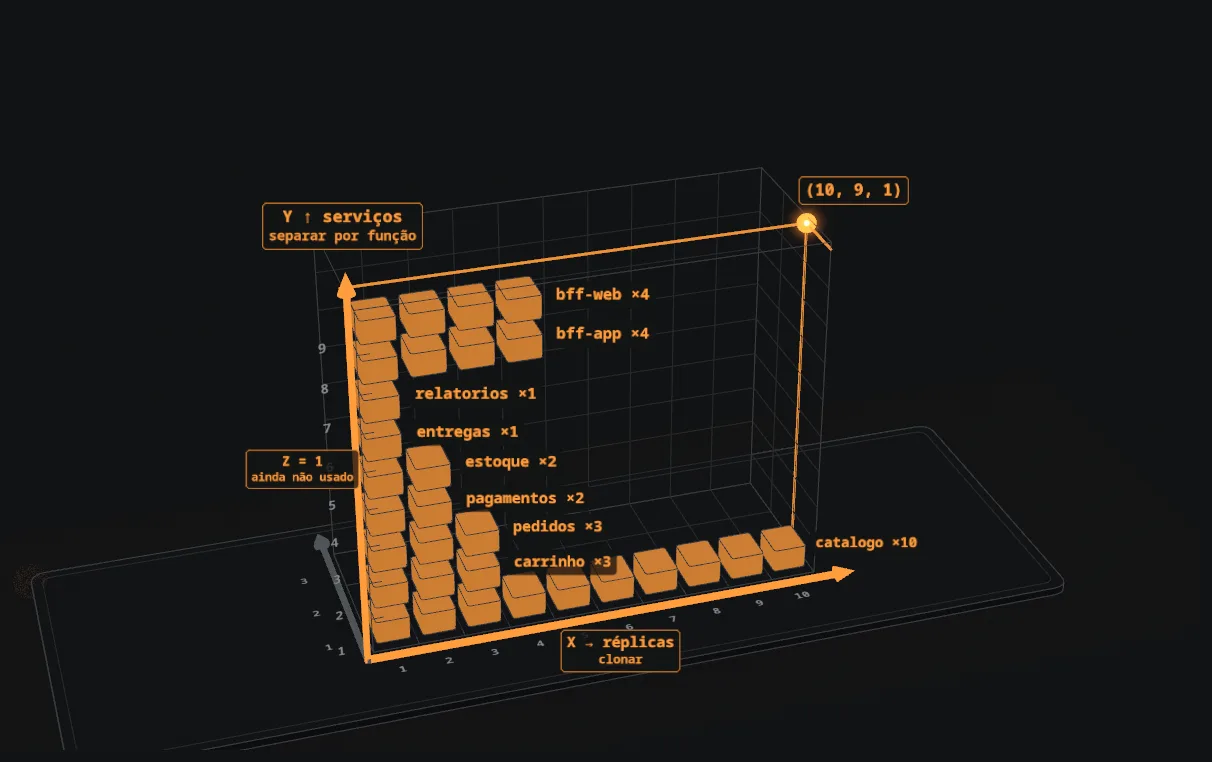 (10, 9, 1)
Y ↑ serviços
separar por função
bff-web ×4
bff-app ×4
9
8
relatorios ×1
7
entregas ×1
Z = 1
ainda não usado
estoque ×2
pagamentos ×2
5
pedidos ×3
4
catalogo ×10
carrinho ×3
3
3
2
2
1
1
X → réplicas
clonar
1
2
3
4
6
7
8
9
10